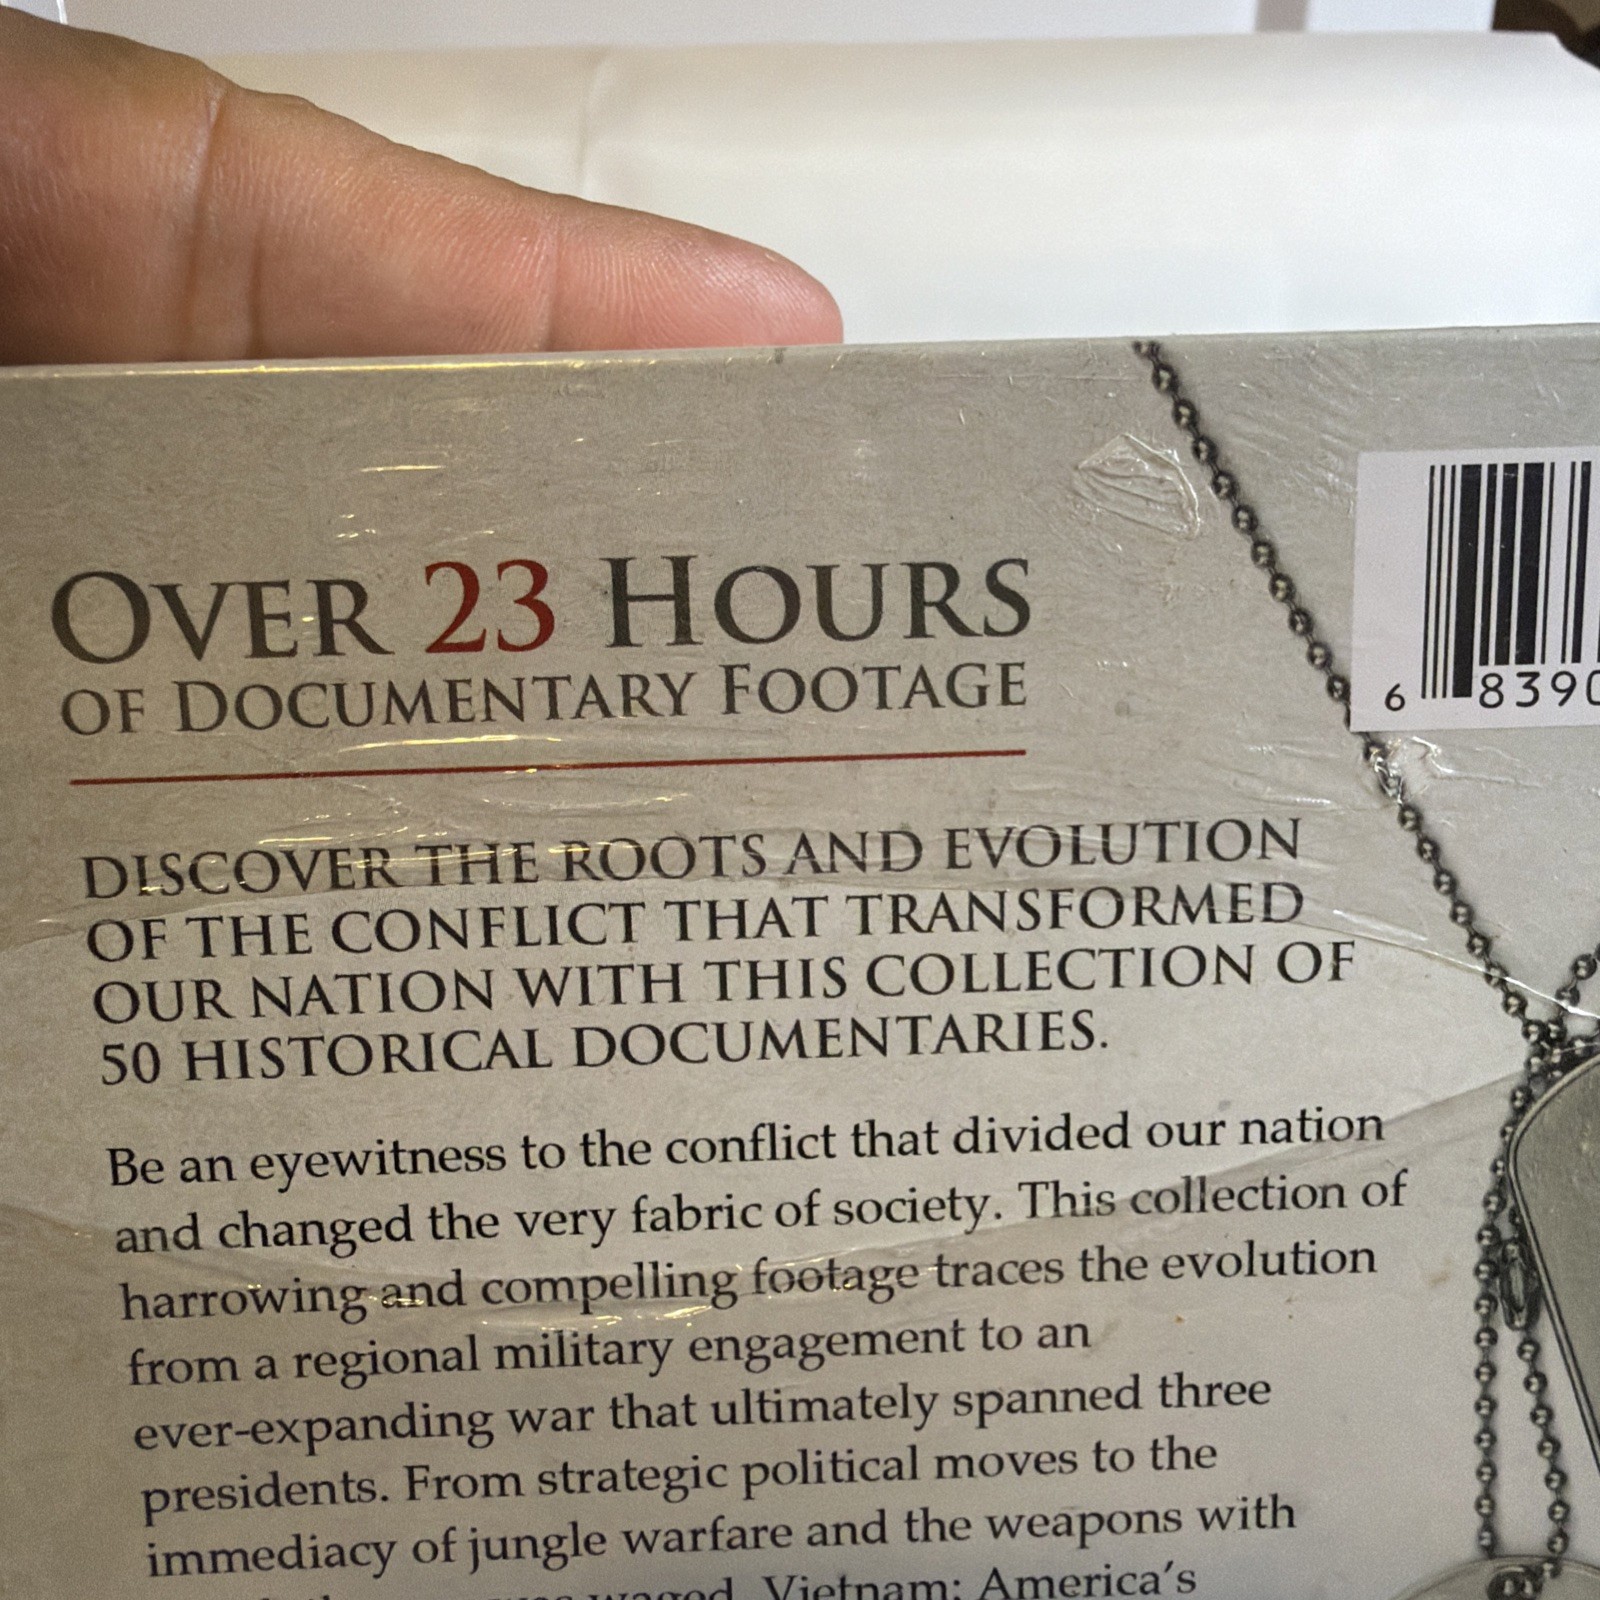 OVER 23 HOURS
OF DOCUMENTARY FOOTAGE
6 8390
DISCOVER THE ROOTS AND EVOLUTION
OF THE CONFLICT THAT TRANSFORMED
OUR NATION WITH THIS COLLECTION OF
50 HISTORICAL DOCUMENTARIES.
Be an eyewitness to the conflict that divided our nation
and changed the very fabric of society. This collection of
harrowing and compelling footage traces the evolution
from a regional military engagement to an
ever-expanding war that ultimately spanned three
presidents. From strategic political moves to the
immediacy of jungle warfare and the weapons with
waged, Vietnam: America's